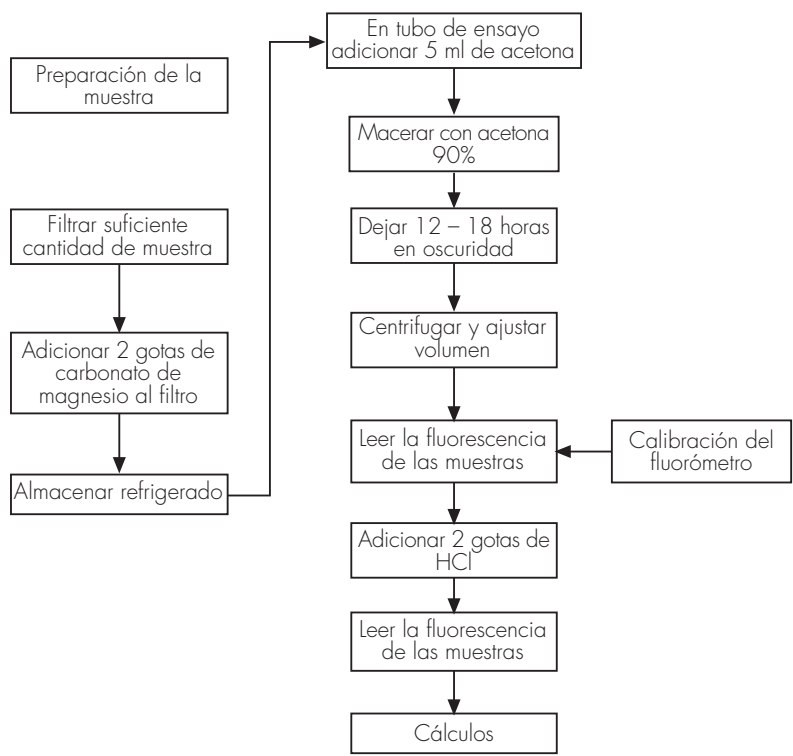 Preparación de la
muestra
Filtrar suficiente
cantidad de muestra
Adicionar 2 gotas de
carbonato de
magnesio al filtro
Almacenar refrigerado
En tubo de ensayo
adicionar 5 ml de acetona
Macerar con acetona
90%
Dejar 12 – 18 horas
en oscuridad
Centrifugar y ajustar
volumen
Leer la fluorescencia
de las muestras
Calibración del
fluorómetro
Adicionar 2 gotas de
HCl
Leer la fluorescencia
de las muestras
Cálculos